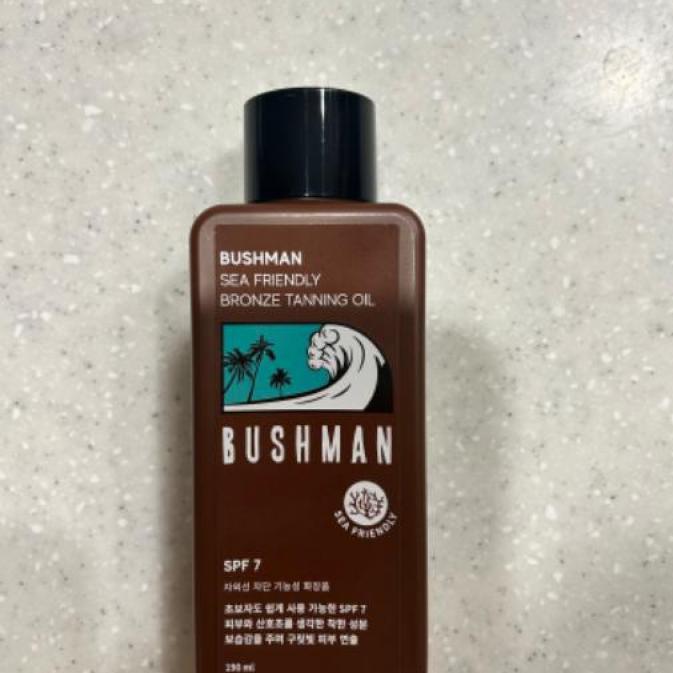 BUSHMAN
SEA FRIENDLY
BRONZE TANNING OIL
BUSHMAN
SEA FRIENDLY
SPF 7
자외선 차단 기능성 화장품
초보자도 쉽게 사용 가능한 SPF 7
피부와 산호초를 생각한 착한 성분
보습감을 주며 구릿빛 피부 연출
190 ml